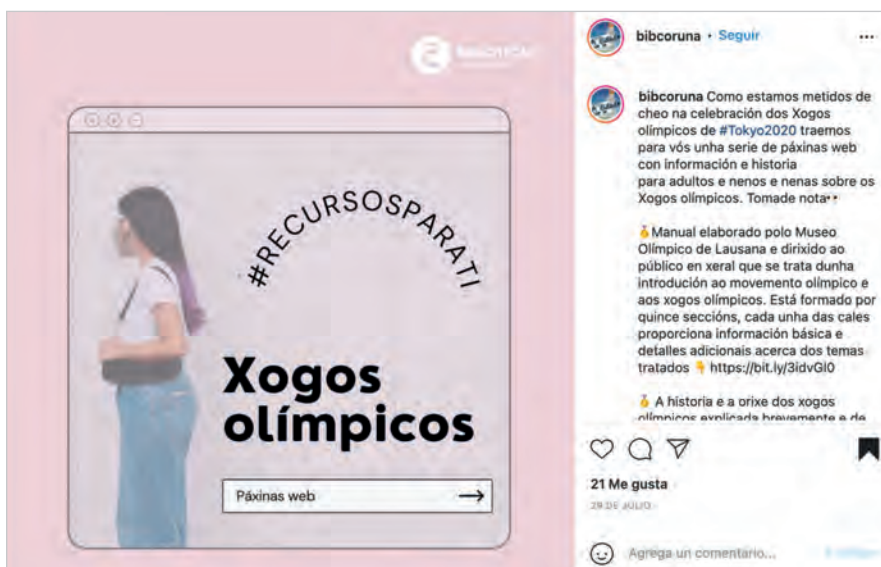 #RECURSOSPARATI
Xogos
olímpicos
Páxinas web
bibcoruna • Seguir
bibcoruna Como estamos metidos de
cheo na celebración dos Xogos
olímpicos de #Tokyo2020 traemos
para vós unha serie de páxinas web
con información e historia
para adultos e nenos e nenas sobre os
Xogos olímpicos. Tomade nota
Manual elaborado polo Museo
Olímpico de Lausana e dirixido ao
público en xeral que se trata dunha
introdución ao movemento olímpico e
aos xogos olímpicos. Está formado por
quince seccións, cada unha das cales
proporciona información básica e
detalles adicionais acerca dos temas
tratados 👇 https://bit.ly/3idvGl0
A historia e a orixe dos xogos
olímpicos explicada brevemente e de
21 Me gusta
29 DE JULIO
Agrega un comentario...